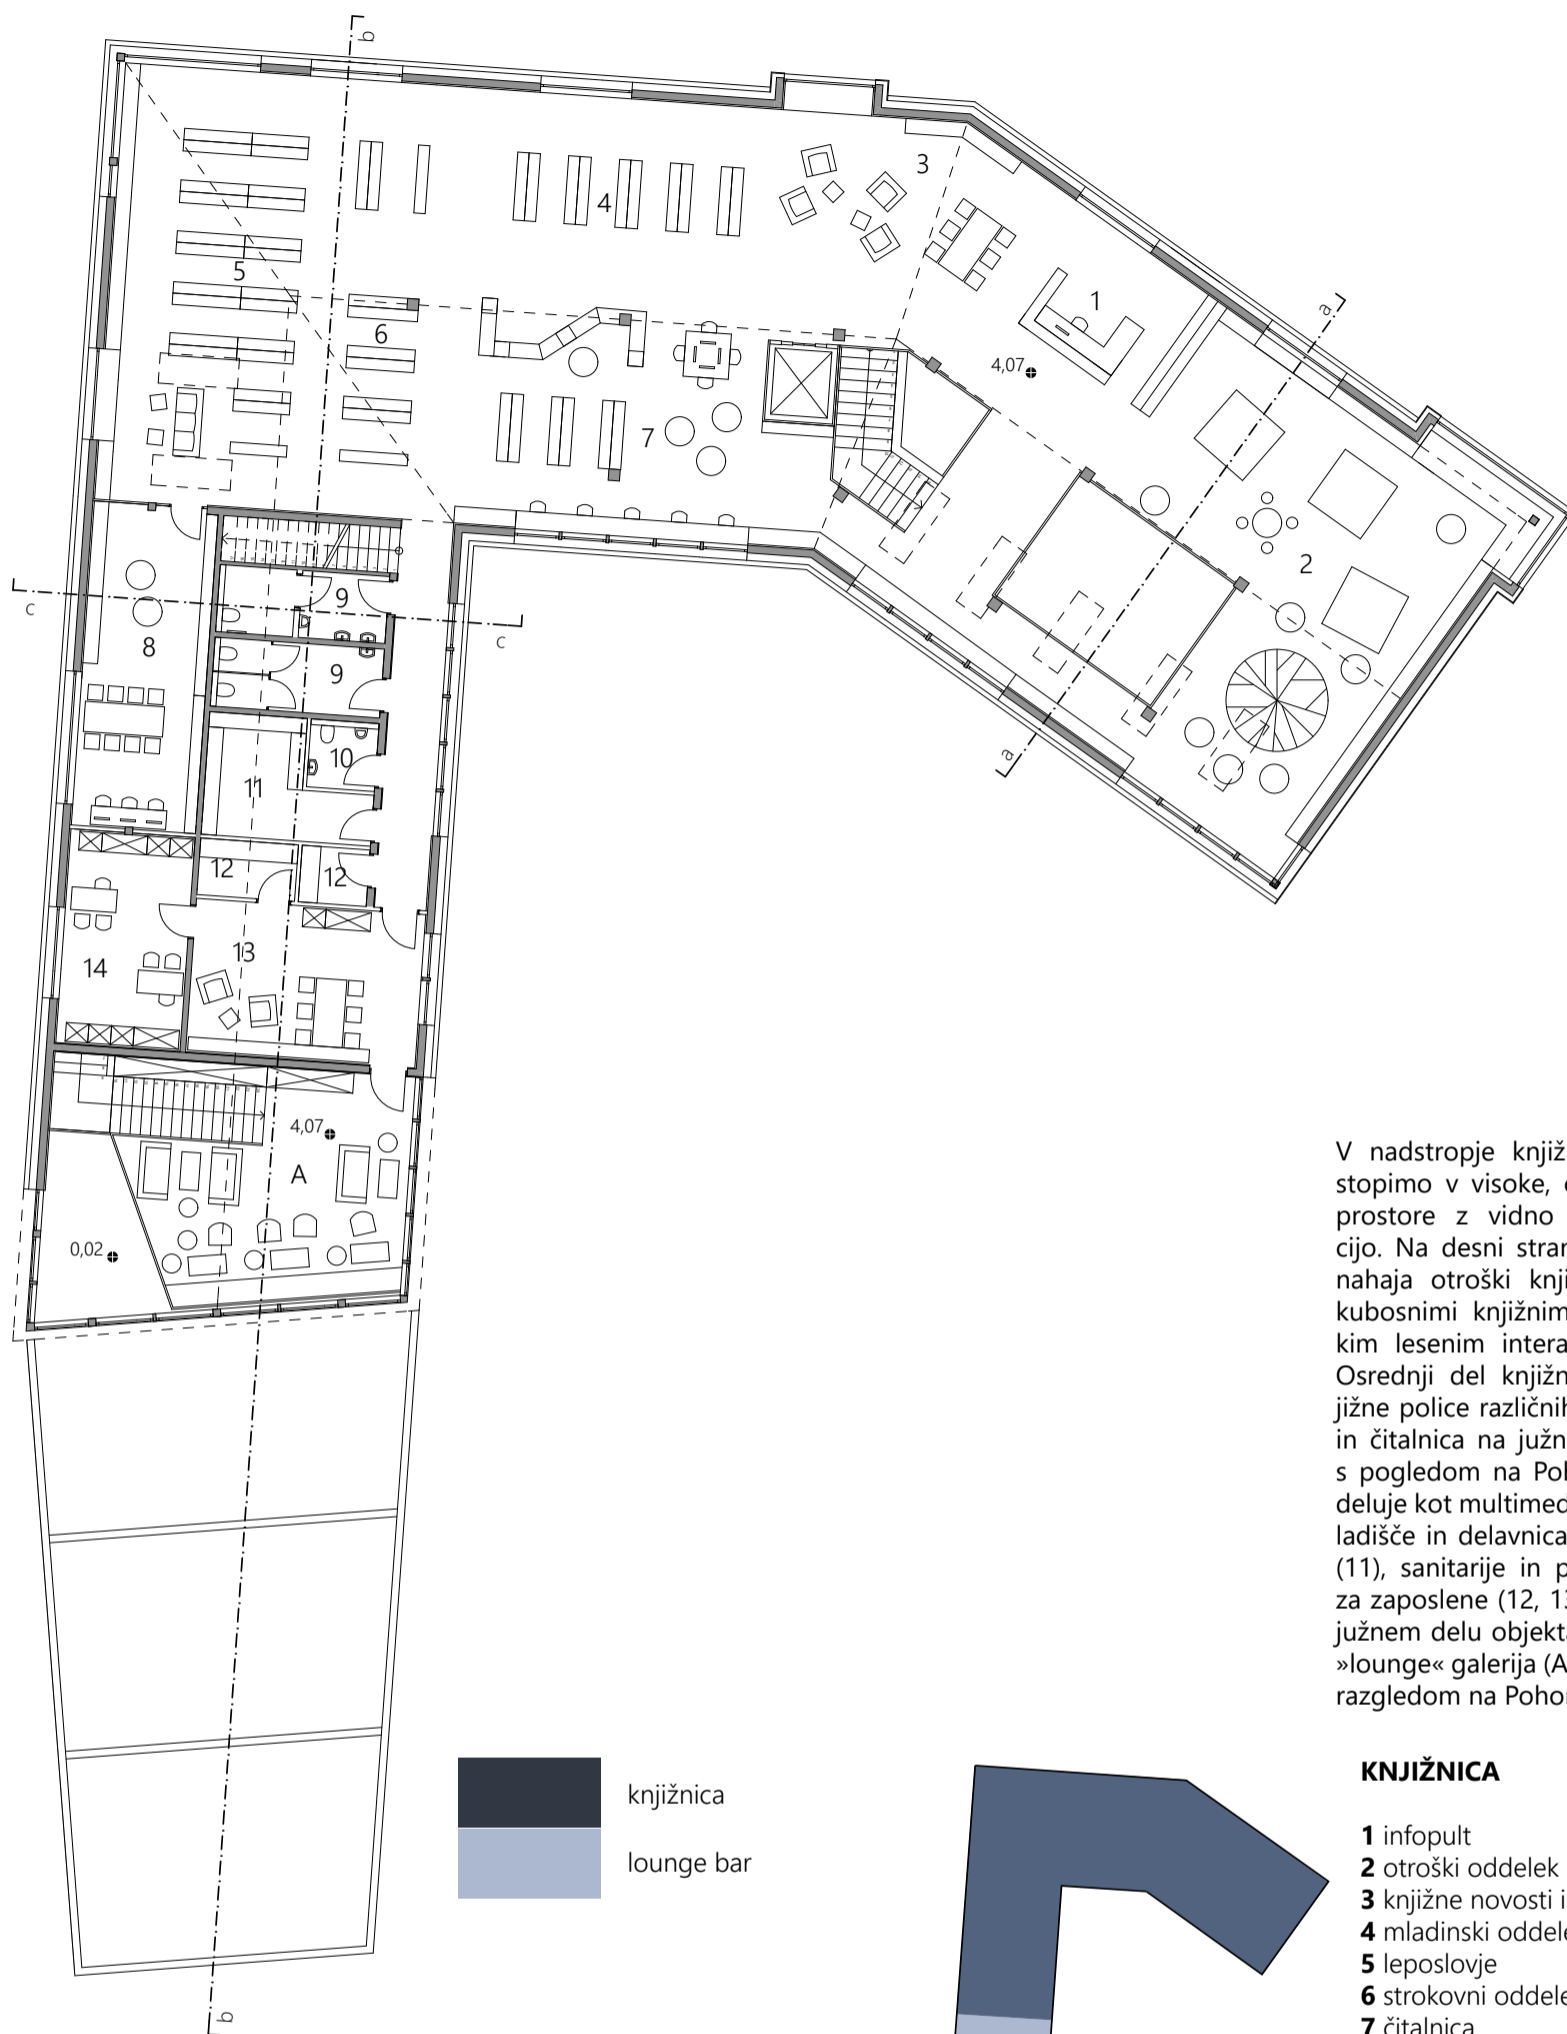 b
3
4
5
1
6
4,07
a
7
2
9
c
c
8
9
a
10
11
12
12
13
14
4,07
A
0,02
b
V nadstropje knjiž
stopimo v visoke,
prostore z vidno
cijo. Na desni stran
nahaja otroški knji
kubosnimi knjižnim
kim lesenim intera
Osrednji del knjižn
jižne police različnih
in čitalnica na južn
s pogledom na Poh
deluje kot multimed
ladišče in delavnica
(11), sanitarije in p
za zaposlene (12, 13
južnem delu objekta
»lounge« galerija (A
razgledom na Pohor
knjižnica
lounge bar
KNJIŽNICA
1 infopult
2 otroški oddelek
3 knjižne novosti i
4 mladinski oddele
5 leposlovje
6 strokovni oddele
7 čitalnica